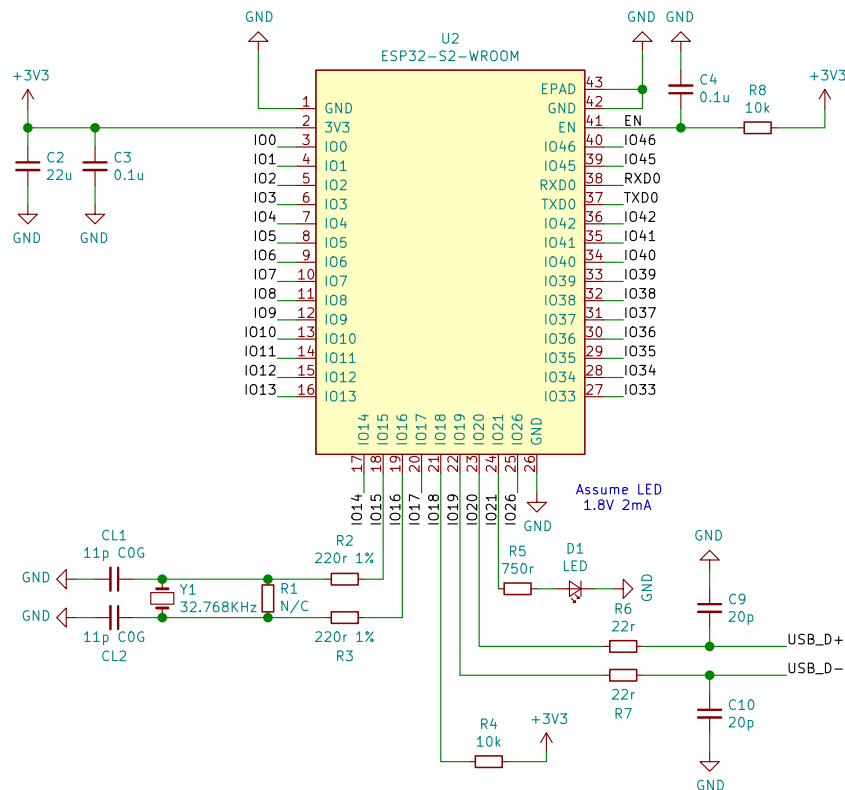 GND
GND
GND
GND
U2
ESP32-S2-WROOM
+3V3
C2
22u
C3
0.1u
GND
GND
C4
0.1u
R8
10k
+3V3
1 GND
2 3V3
IO0 3 IO0
IO1 4 IO1
IO2 5 IO2
IO3 6 IO3
IO4 7 IO4
IO5 8 IO5
IO6 9 IO6
IO7 10 IO7
IO8 11 IO8
IO9 12 IO9
IO10 13 IO10
IO11 14 IO11
IO12 15 IO12
IO13 16 IO13
EPAD 43
GND 42
EN 41 EN
IO46 40 IO46
IO45 39 IO45
RXD0 38 RXD0
TXD0 37 TXD0
IO42 36 IO42
IO41 35 IO41
IO40 34 IO40
IO39 33 IO39
IO38 32 IO38
IO37 31 IO37
IO36 30 IO36
IO35 29 IO35
IO34 28 IO34
IO33 27 IO33
IO14 17 IO14
IO15 18 IO15
IO16 19 IO16
IO17 20 IO17
IO18 21 IO18
IO19 22 IO19
IO20 23 IO20
IO21 24 IO21
IO26 25 IO26
GND 26
GND
Assume LED
1.8V 2mA
CL1
11p C0G
GND
GND
11p C0G
CL2
Y1
32.768KHz
R1
N/C
R2
220r 1%
220r 1%
R3
R5
750r
D1
LED
GND
R6
22r
22r
R7
GND
C9
20p
USB_D+
USB_D-
C10
20p
GND
R4
10k
+3V3